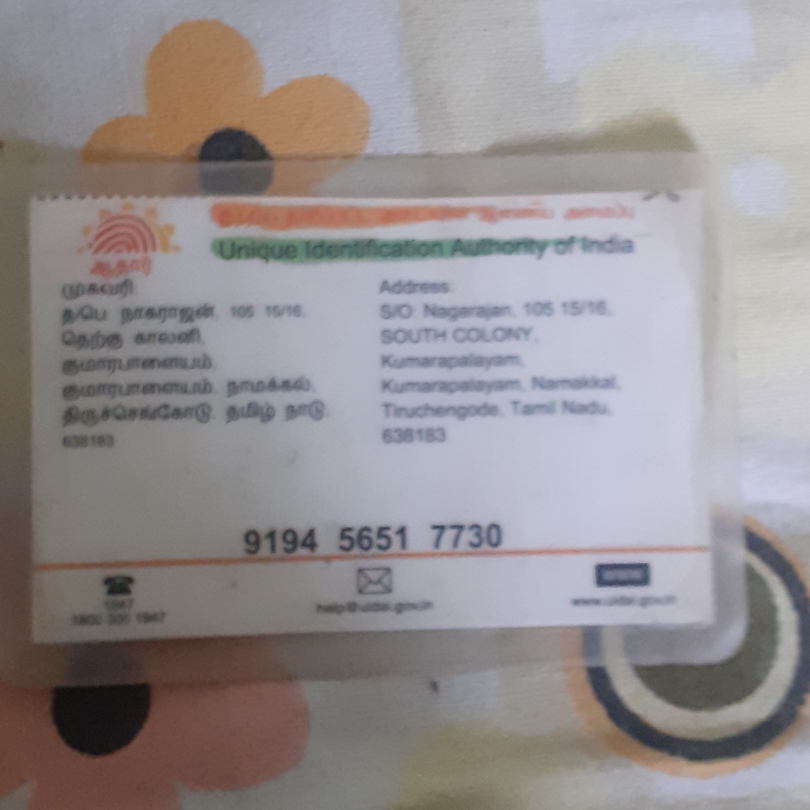 ஆதார்
Unique Identification Authority of India
முகவரி
த/பெ நாகராஜன், 105 15/16,
தெற்கு காலனி,
குமாரபாளையம்,
குமாரபாளையம், நாமக்கல்,
திருச்செங்கோடு, தமிழ் நாடு,
638183
Address:
S/O: Nagarajan, 105 15/16,
SOUTH COLONY,
Kumarapalayam,
Kumarapalayam, Namakkal,
Tiruchengode, Tamil Nadu,
638183
9194 5651 7730
1947
1800 300 1947
help@uidai.gov.in
www
www.uidai.gov.in